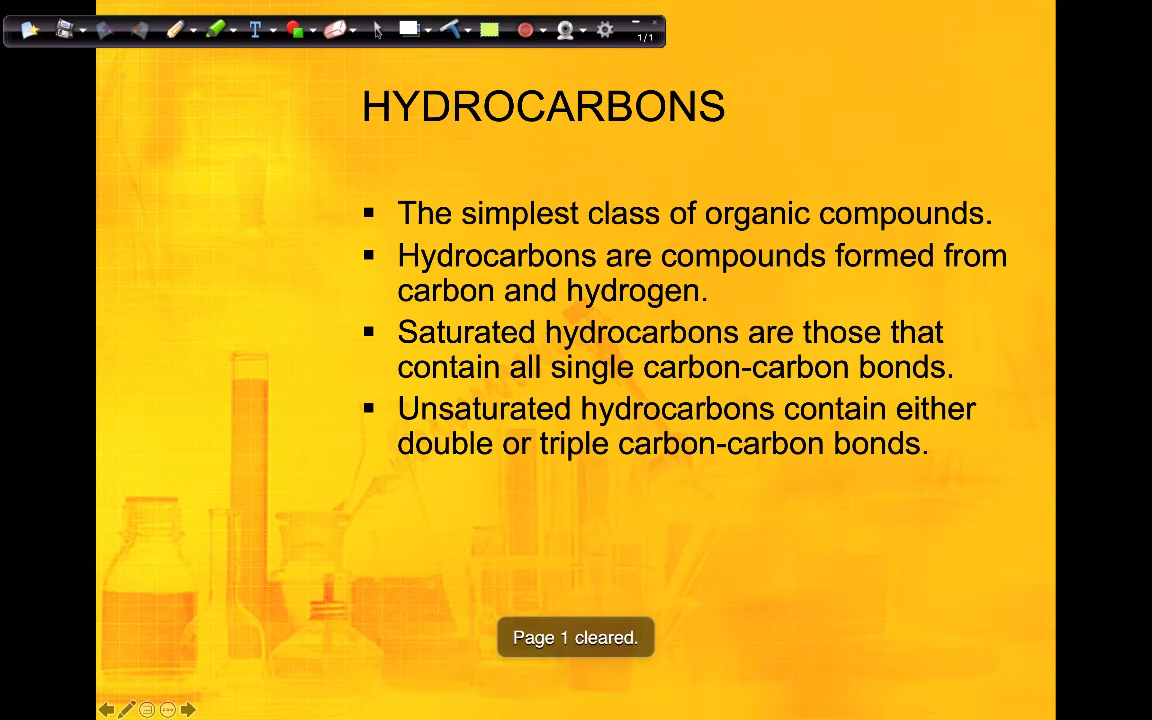 1/1
HYDROCARBONS
▪ The simplest class of organic compounds.
▪ Hydrocarbons are compounds formed from
carbon and hydrogen.
▪ Saturated hydrocarbons are those that
contain all single carbon-carbon bonds.
▪ Unsaturated hydrocarbons contain either
double or triple carbon-carbon bonds.
Page 1 cleared.